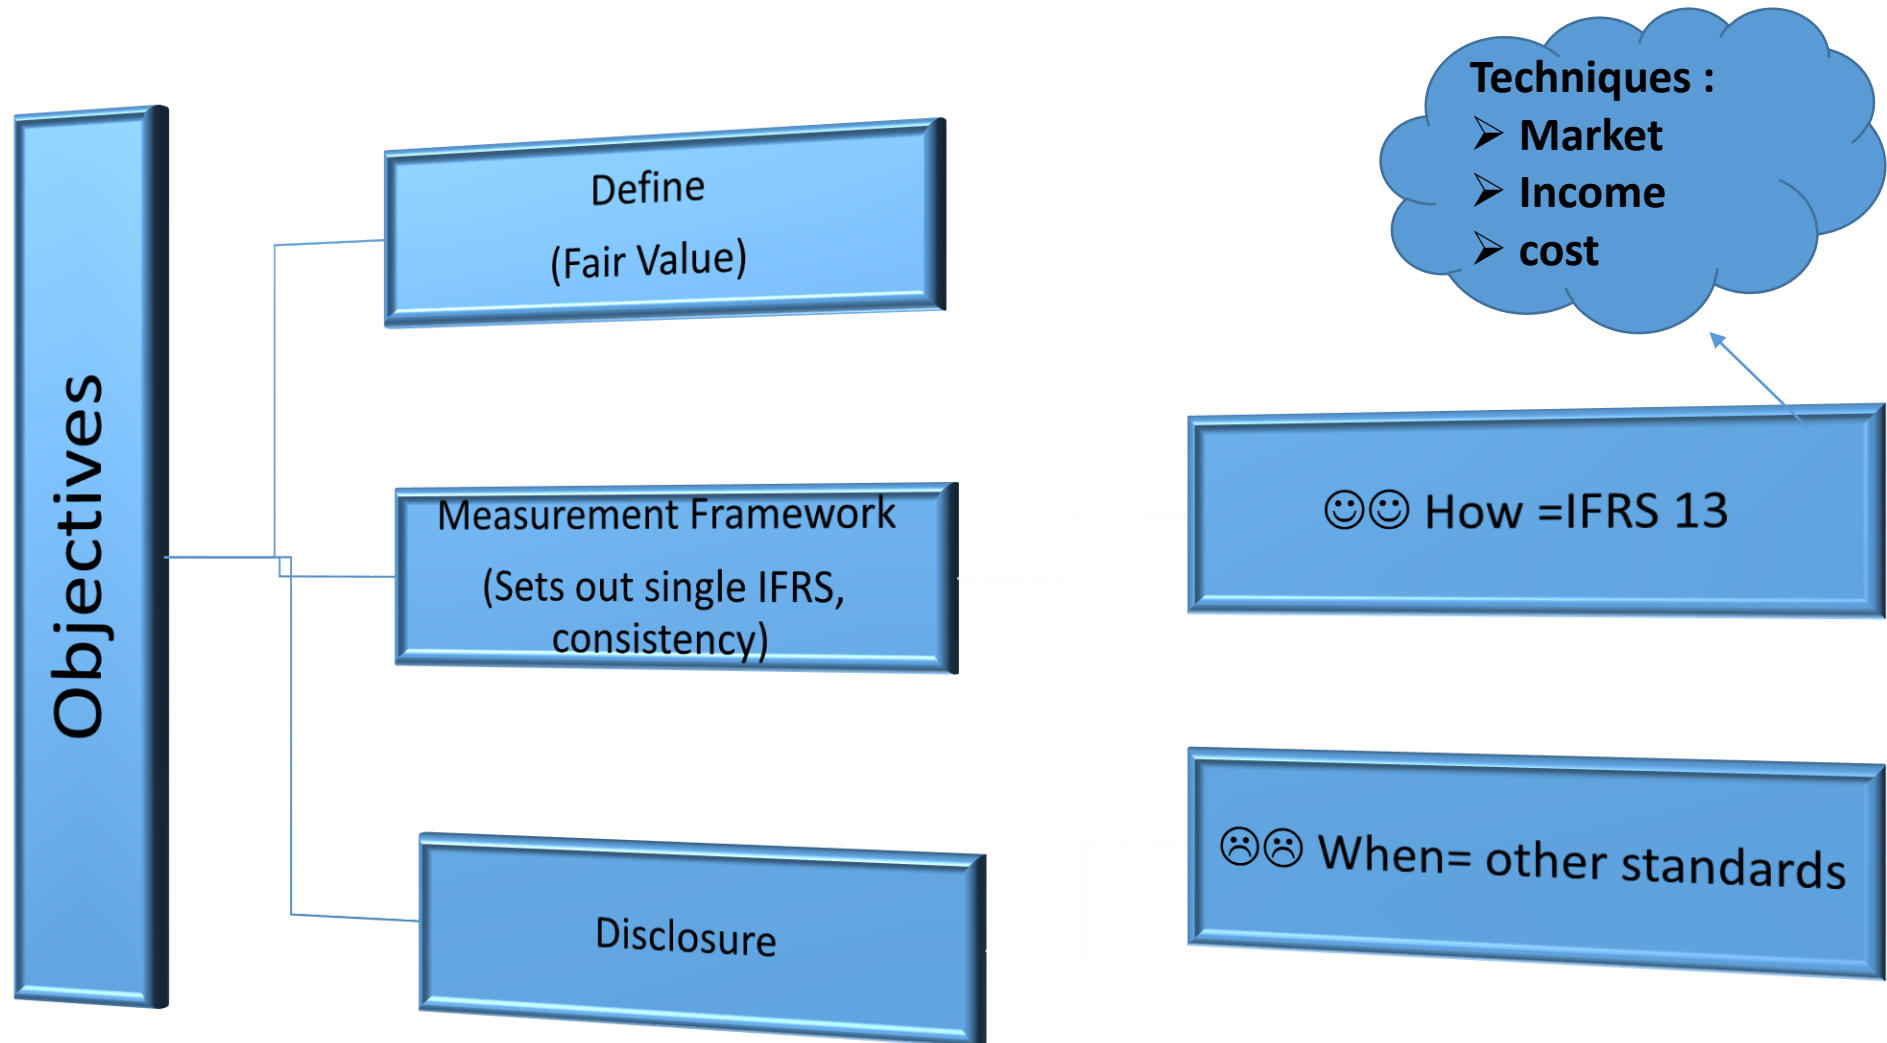 Objectives
Define
(Fair Value)
Measurement Framework
(Sets out single IFRS,
consistency)
Disclosure
Techniques :
➢ Market
➢ Income
➢ cost
☺☺ How =IFRS 13
☹☹ When= other standards